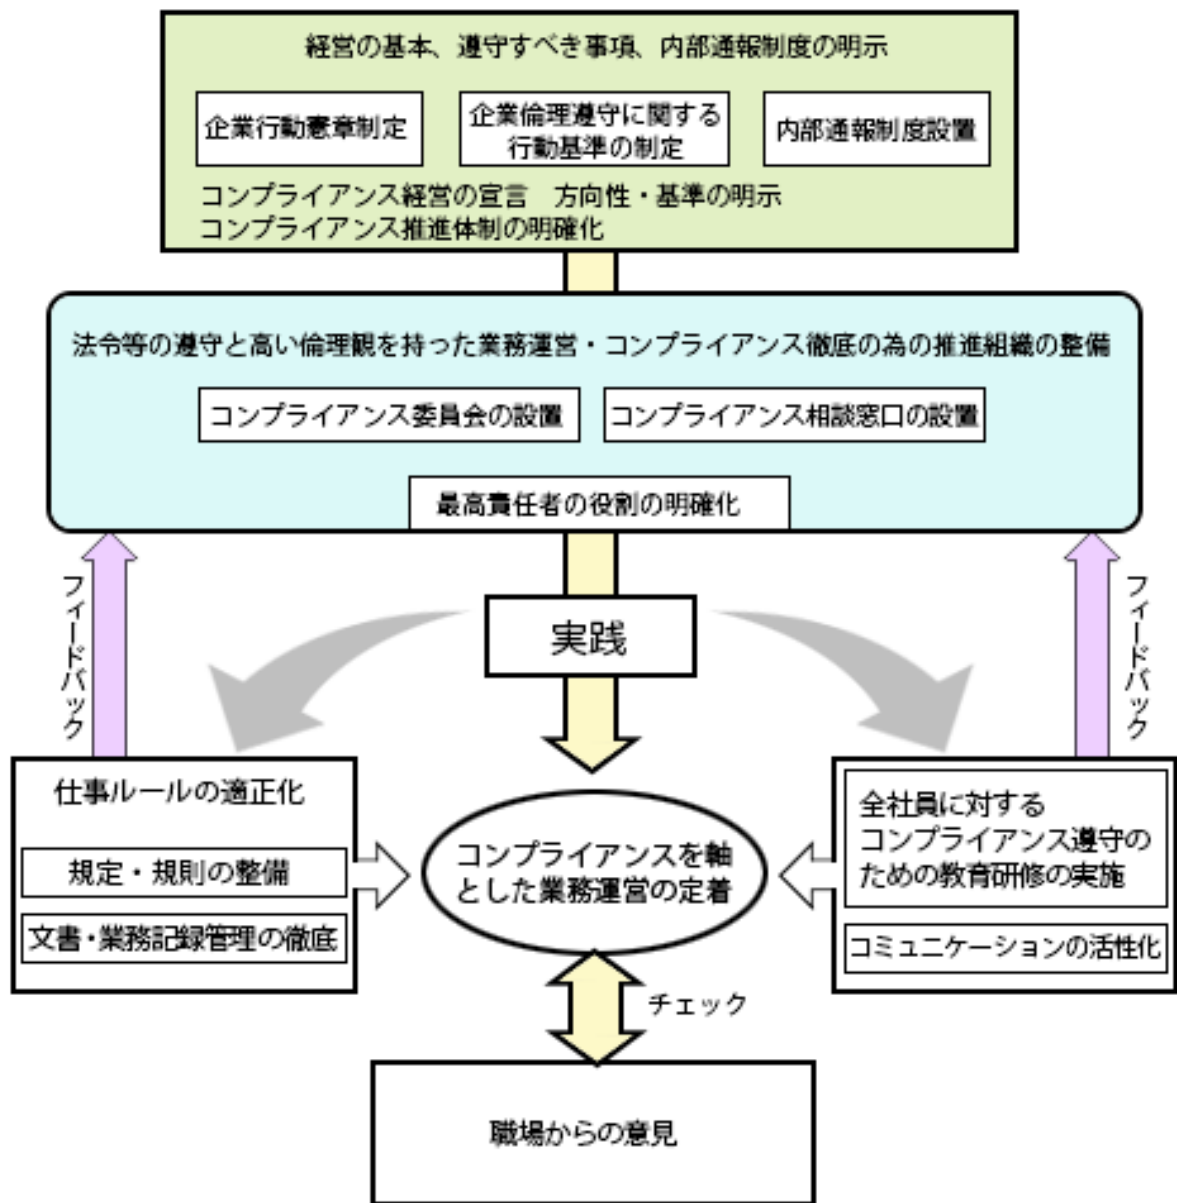 経営の基本、遵守すべき事項、内部通報制度の明示
企業行動憲章制定
企業倫理遵守に関する
行動基準の制定
内部通報制度設置
コンプライアンス経営の宣言　方向性・基準の明示
コンプライアンス推進体制の明確化
法令等の遵守と高い倫理観を持った業務運営・コンプライアンス徹底の為の推進組織の整備
コンプライアンス委員会の設置
コンプライアンス相談窓口の設置
最高責任者の役割の明確化
フィードバック
実践
フィードバック
仕事ルールの適正化
規定・規則の整備
文書・業務記録管理の徹底
コンプライアンスを軸
とした業務運営の定着
全社員に対する
コンプライアンス遵守の
ための教育研修の実施
コミュニケーションの活性化
チェック
職場からの意見